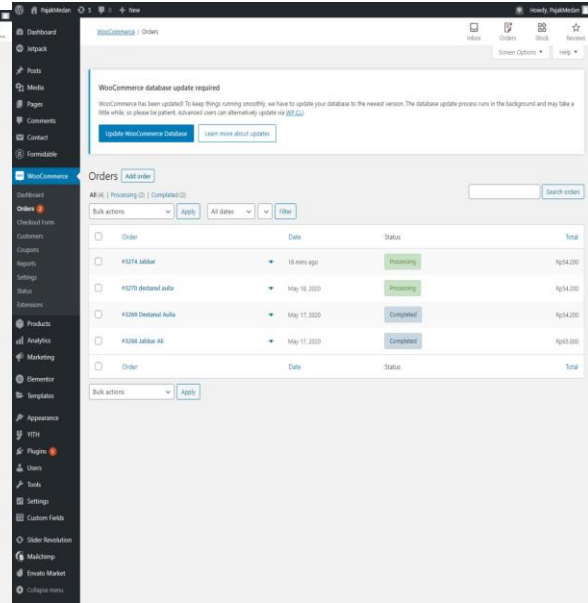 PajakMedan 5 0 + New
Howdy, PajakMedan
Dashboard
Jetpack
Posts
Media
Pages
Comments
Contact
Formidable
WooCommerce
Dashboard
Orders 2
Checkout Form
Customers
Coupons
Reports
Settings
Status
Extensions
Products
Analytics
Marketing
Elementor
Templates
Appearance
YITH
Plugins 5
Users
Tools
Settings
Custom Fields
Slider Revolution
Mailchimp
Envato Market
Collapse menu
WooCommerce / Orders
Inbox Orders Stock Reviews
Screen Options Help
WooCommerce database update required
WooCommerce has been updated! To keep things running smoothly, we have to update your database to the newest version. The database update process runs in the background and may take a
little while, so please be patient. Advanced users can alternatively update via WP CLI.
Update WooCommerce Database Learn more about updates
Orders Add order
All (4) | Processing (2) | Completed (2)
Search orders
Bulk actions Apply All dates Filter
Order Date Status Total
#3274 Jabbar 16 mins ago Processing Rp54.200
#3270 destanul aulia May 18, 2020 Processing Rp54.200
#3269 Destanul Aulia May 17, 2020 Completed Rp54.200
#3268 Jabbar Ali May 17, 2020 Completed Rp65.000
Order Date Status Total
Bulk actions Apply